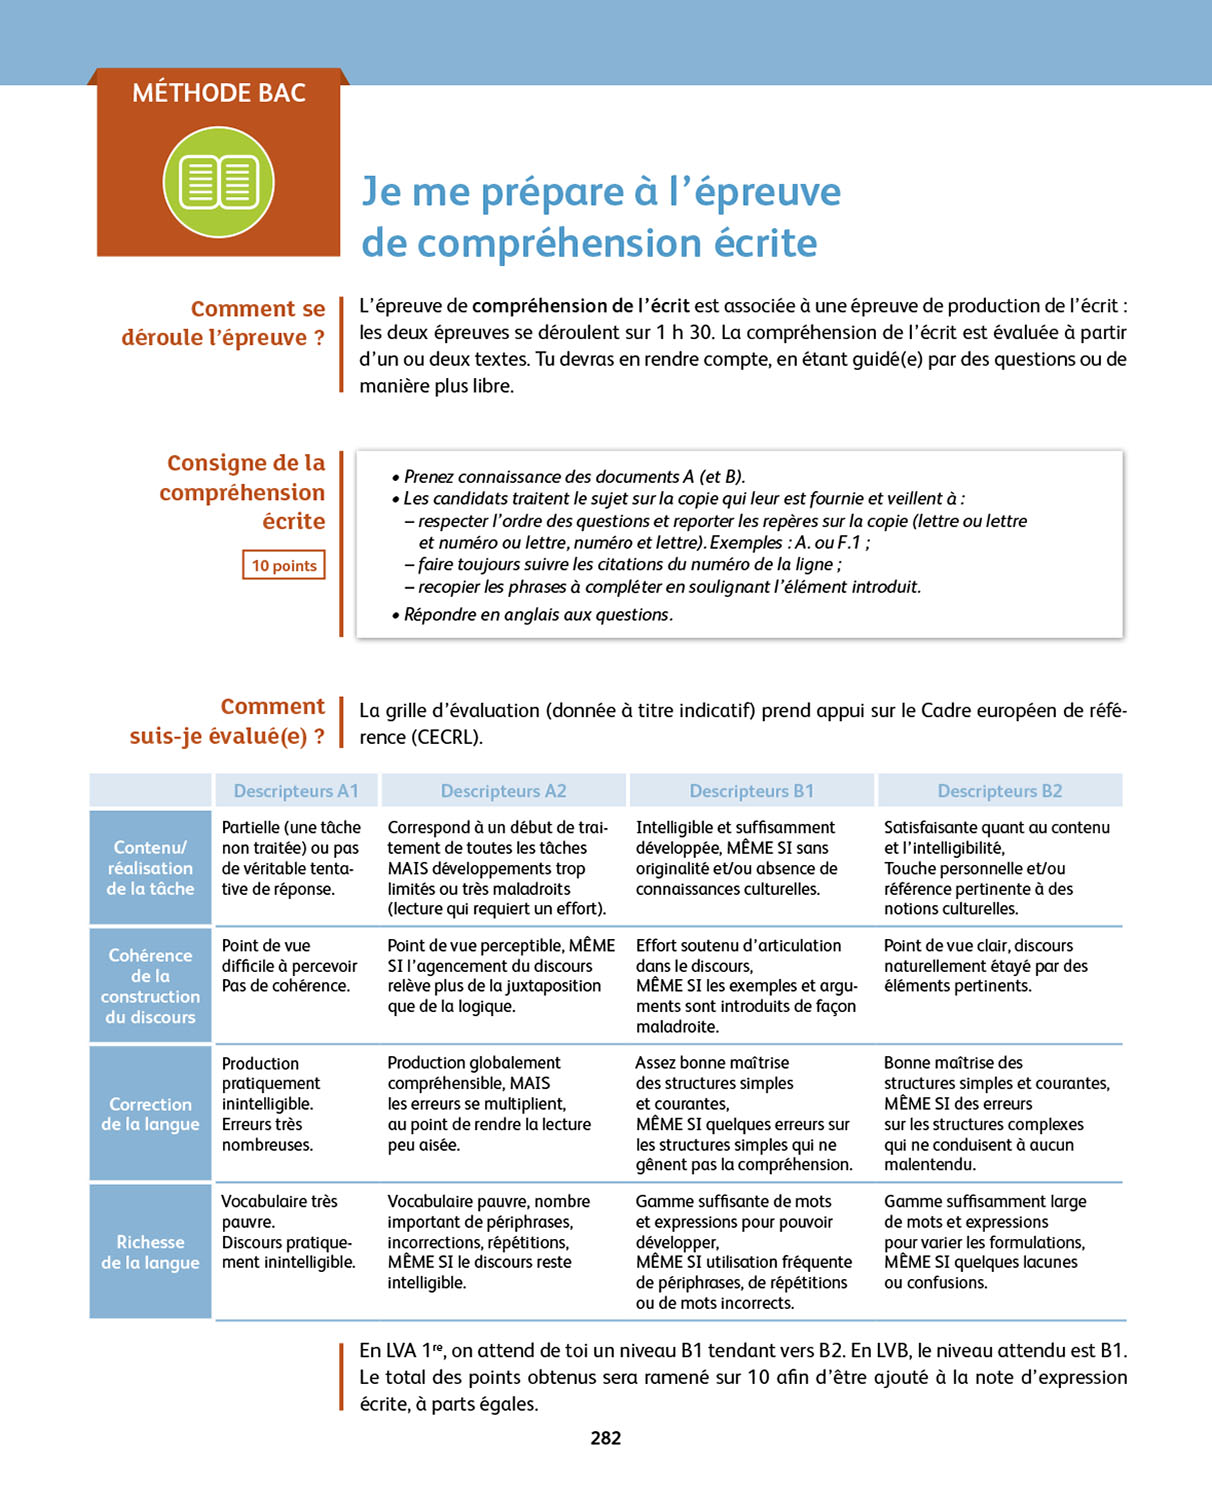 MÉTHODE BAC
Je me prépare à l’épreuve
de compréhension écrite
Comment se
déroule l’épreuve ?
L’épreuve de compréhension de l’écrit est associée à une épreuve de production de l’écrit :
les deux épreuves se déroulent sur 1 h 30. La compréhension de l’écrit est évaluée à partir
d’un ou deux textes. Tu devras en rendre compte, en étant guidé(e) par des questions ou de
manière plus libre.
Consigne de la
compréhension
écrite
10 points
• Prenez connaissance des documents A (et B).
• Les candidats traitent le sujet sur la copie qui leur est fournie et veillent à :
– respecter l’ordre des questions et reporter les repères sur la copie (lettre ou lettre
et numéro ou lettre, numéro et lettre). Exemples : A. ou F.1 ;
– faire toujours suivre les citations du numéro de la ligne ;
– recopier les phrases à compléter en soulignant l’élément introduit.
• Répondre en anglais aux questions.
Comment
suis-je évalué(e) ?
La grille d’évaluation (donnée à titre indicatif) prend appui sur le Cadre européen de réfé-
rence (CECRL).
Descripteurs A1
Descripteurs A2
Descripteurs B1
Descripteurs B2
Contenu/
réalisation
de la tâche
Partielle (une tâche
non traitée) ou pas
de véritable tenta-
tive de réponse.
Correspond à un début de trai-
tement de toutes les tâches
MAIS développements trop
limités ou très maladroits
(lecture qui requiert un effort).
Intelligible et suffisamment
développée, MÊME SI sans
originalité et/ou absence de
connaissances culturelles.
Satisfaisante quant au contenu
et l’intelligibilité,
Touche personnelle et/ou
référence pertinente à des
notions culturelles.
Cohérence
de la
construction
du discours
Point de vue
difficile à percevoir
Pas de cohérence.
Point de vue perceptible, MÊME
SI l’agencement du discours
relève plus de la juxtaposition
que de la logique.
Effort soutenu d’articulation
dans le discours,
MÊME SI les exemples et argu-
ments sont introduits de façon
maladroite.
Point de vue clair, discours
naturellement étayé par des
éléments pertinents.
Correction
de la langue
Production
pratiquement
inintelligible.
Erreurs très
nombreuses.
Production globalement
compréhensible, MAIS
les erreurs se multiplient,
au point de rendre la lecture
peu aisée.
Assez bonne maîtrise
des structures simples
et courantes,
MÊME SI quelques erreurs sur
les structures simples qui ne
gênent pas la compréhension.
Bonne maîtrise des
structures simples et courantes,
MÊME SI des erreurs
sur les structures complexes
qui ne conduisent à aucun
malentendu.
Richesse
de la langue
Vocabulaire très
pauvre.
Discours pratique-
ment inintelligible.
Vocabulaire pauvre, nombre
important de périphrases,
incorrections, répétitions,
MÊME SI le discours reste
intelligible.
Gamme suffisante de mots
et expressions pour pouvoir
développer,
MÊME SI utilisation fréquente
de périphrases, de répétitions
ou de mots incorrects.
Gamme suffisamment large
de mots et expressions
pour varier les formulations,
MÊME SI quelques lacunes
ou confusions.
En LVA 1re, on attend de toi un niveau B1 tendant vers B2. En LVB, le niveau attendu est B1.
Le total des points obtenus sera ramené sur 10 afin d’être ajouté à la note d’expression
écrite, à parts égales.
282